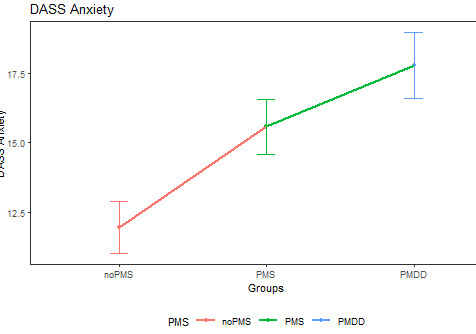 DASS Anxiety
17.5
15.0
12.5
DASS Anxiety
noPMS PMS PMDD
Groups
PMS noPMS PMS PMDD